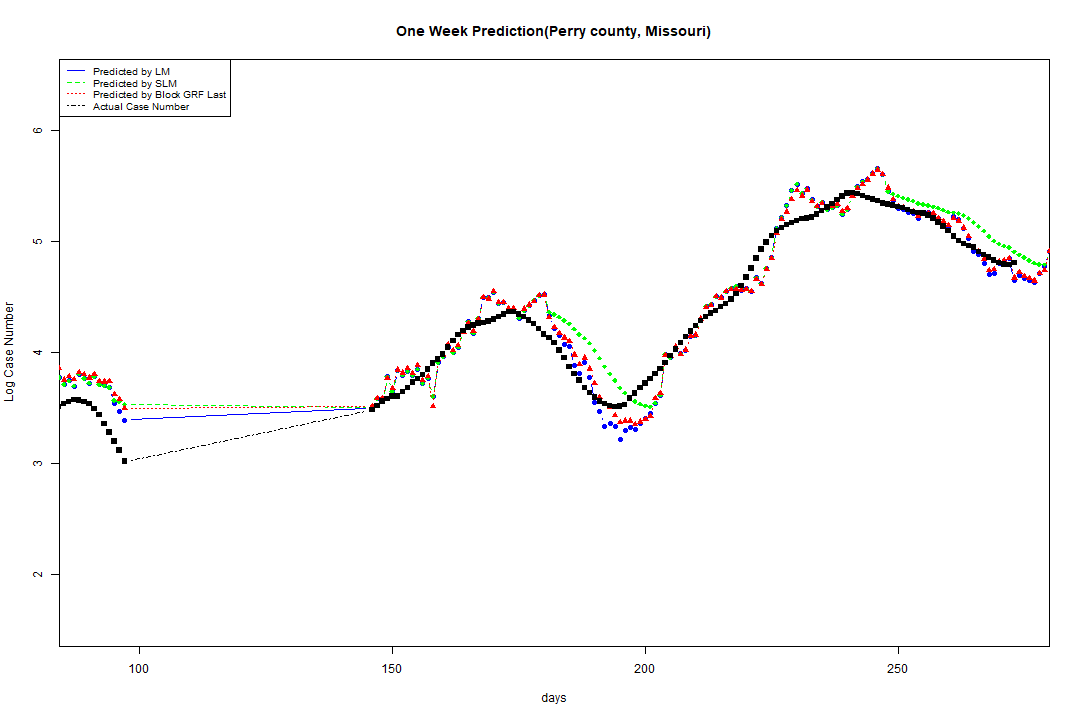 One Week Prediction(Perry county, Missouri)
Predicted by LM
Predicted by SLM
Predicted by Block GRF Last
Actual Case Number
6
5
4
3
2
Log Case Number
100 150 200 250
days